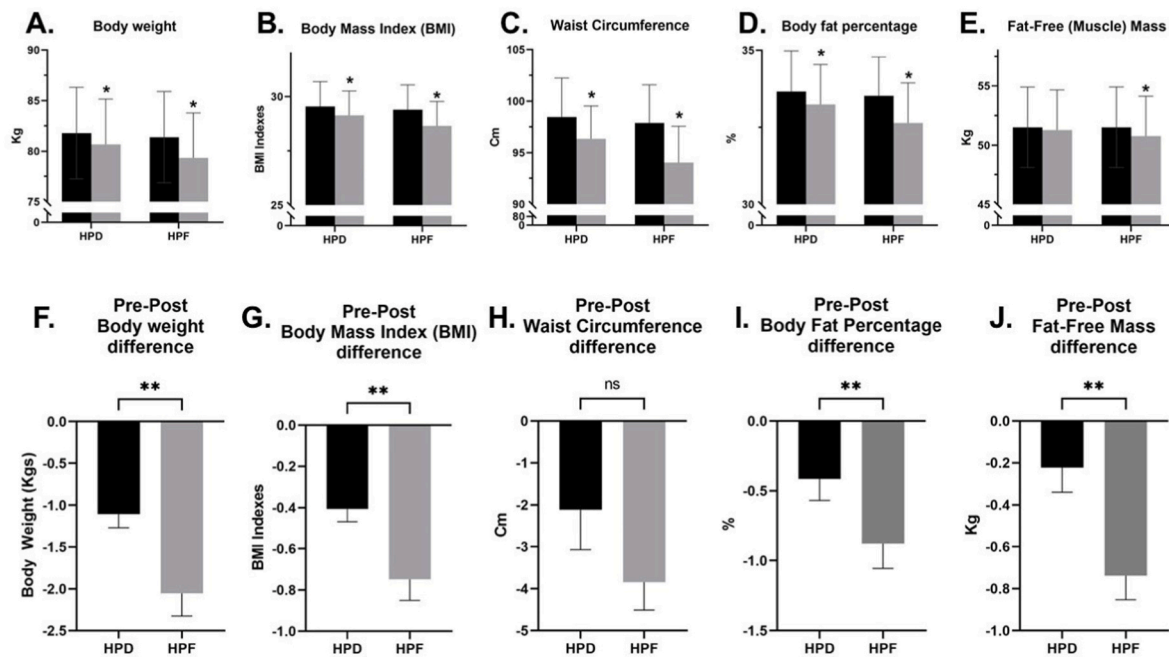 A. Body weight
90
85
80
75
0
Kg
*
*
HPD HPF
B. Body Mass Index (BMI)
30
25
0
BMI Indexes
*
*
HPD HPF
C. Waist Circumference
105
100
95
90
80
0
Cm
*
*
HPD HPF
D. Body fat percentage
35
30
0
%
*
*
HPD HPF
E. Fat-Free (Muscle) Mass
60
55
50
45
0
Kg
*
HPD HPF
F. Pre-Post
Body weight
difference
**
0.0
-0.5
-1.0
-1.5
-2.0
-2.5
Body Weight (Kgs)
HPD HPF
G. Pre-Post
Body Mass Index (BMI)
difference
**
0.0
-0.2
-0.4
-0.6
-0.8
-1.0
BMI Indexes
HPD HPF
H. Pre-Post
Waist Circumference
difference
ns
0
-1
-2
-3
-4
-5
Cm
HPD HPF
I. Pre-Post
Body Fat Percentage
difference
**
0.0
-0.5
-1.0
-1.5
%
HPD HPF
J. Pre-Post
Fat-Free Mass
difference
**
0.0
-0.2
-0.4
-0.6
-0.8
-1.0
Kg
HPD HPF